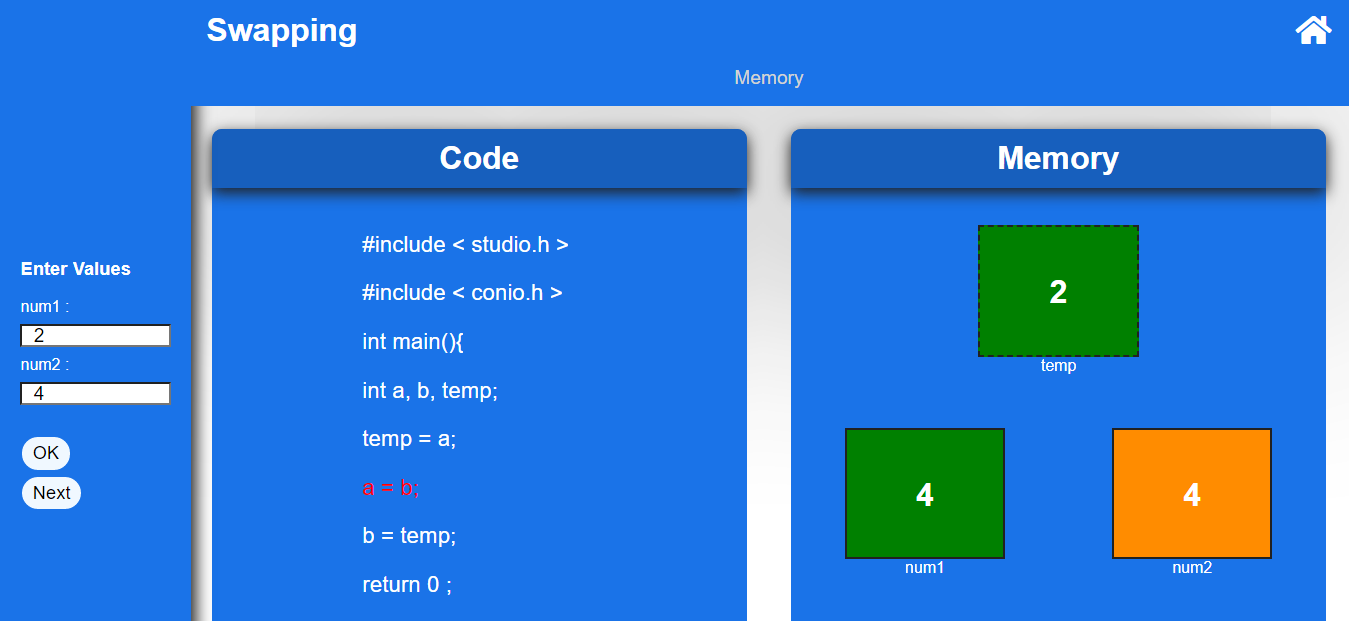 Swapping
Memory
Enter Values
num1 :
2
num2 :
4
OK
Next
Code
#include < studio.h >
#include < conio.h >
int main(){
int a, b, temp;
temp = a;
a = b;
b = temp;
return 0 ;
Memory
2
temp
4
num1
4
num2